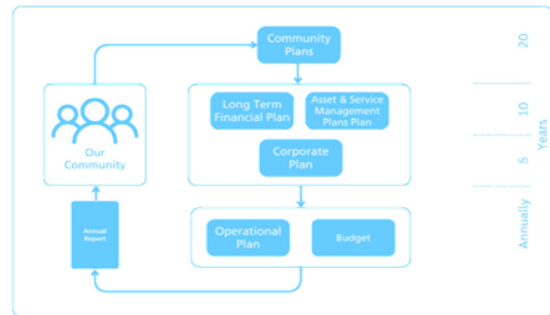 Community
Plans
20
Long Term
Financial Plan
Asset & Service
Management
Plans Plan
10
Years
Our
Community
Corporate
Plan
5
Annual
Report
Operational
Plan
Budget
Annually